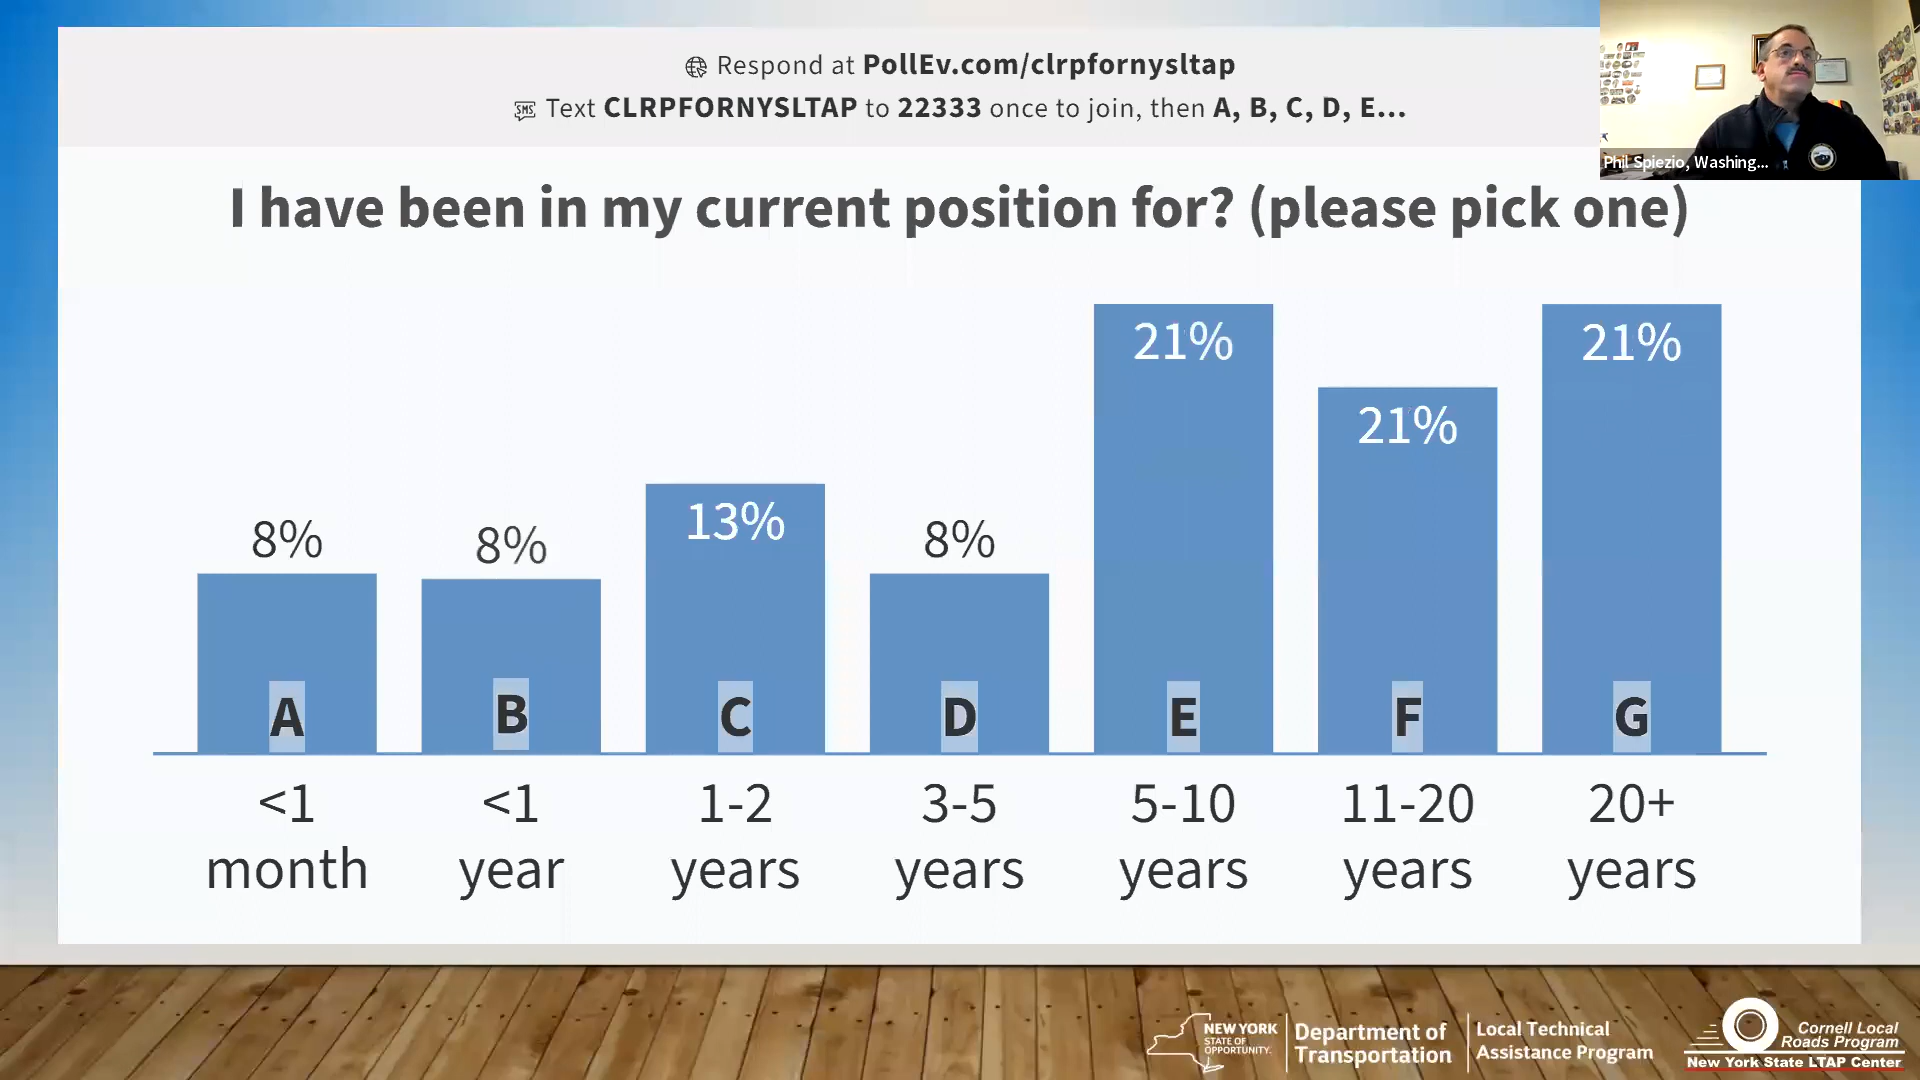 Respond at PollEv.com/clrpfornysltap
Text CLRPFORNYSLTAP to 22333 once to join, then A, B, C, D, E...
Phil Spiezio, Washing...
I have been in my current position for? (please pick one)
8%
8%
13%
8%
21%
21%
21%
A
B
C
D
E
F
G
<1 month
<1 year
1-2 years
3-5 years
5-10 years
11-20 years
20+ years
NEW YORK
STATE OF
OPPORTUNITY.
Department of
Transportation
Local Technical
Assistance Program
Cornell Local
Roads Program
New York State LTAP Center